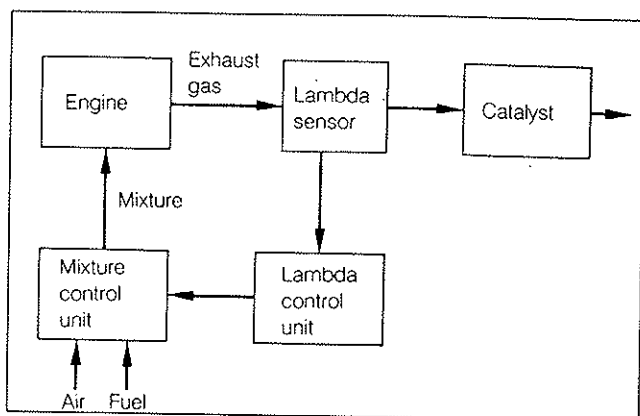 Exhaust
gas
Engine
Lambda
sensor
Catalyst
Mixture
Mixture
control
unit
Lambda
control
unit
Air
Fuel